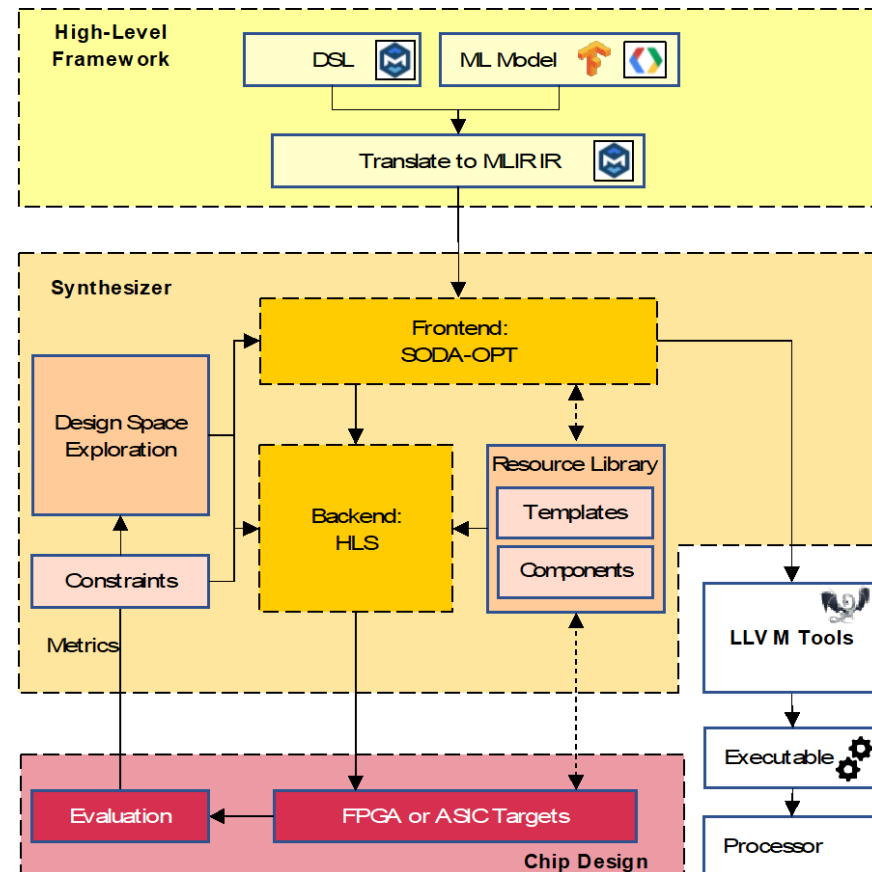 High-Level
Framework
DSL
ML Model
Translate to MLIR IR
Synthesizer
Frontend:
SODA-OPT
Design Space
Exploration
Resource Library
Templates
Backend:
HLS
Components
Constraints
Metrics
LLVM Tools
Executable
Evaluation
FPGA or ASIC Targets
Processor
Chip Design